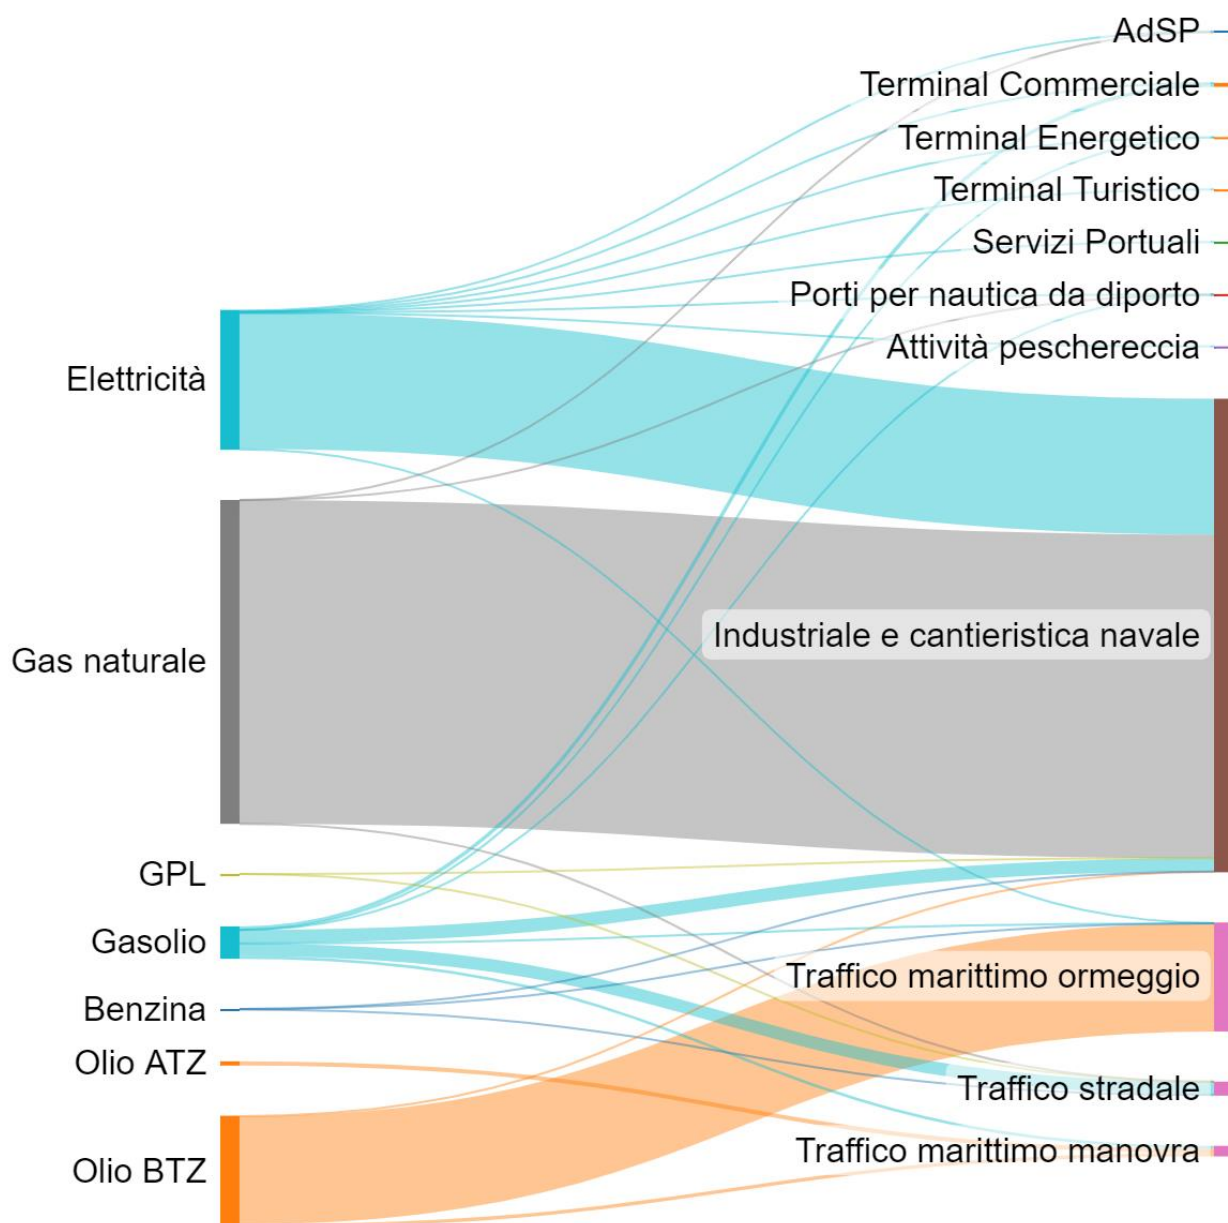 AdSP
Terminal Commerciale
Terminal Energetico
Terminal Turistico
Servizi Portuali
Porti per nautica da diporto
Attività peschereccia
Elettricità
Industriale e cantieristica navale
Gas naturale
GPL
Gasolio
Traffico marittimo ormeggio
Benzina
Olio ATZ
Traffico stradale
Traffico marittimo manovra
Olio BTZ